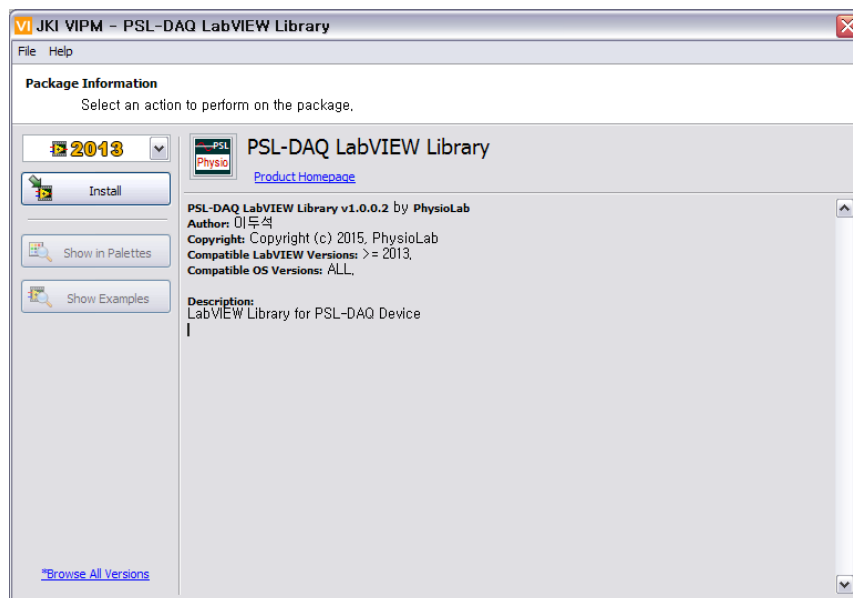 VI JKI VIPM - PSL-DAQ LabVIEW Library
File Help
Package Information
Select an action to perform on the package.
2013
Install
Show in Palettes
Show Examples
*Browse All Versions
PSL
Physio
PSL-DAQ LabVIEW Library
Product Homepage
PSL-DAQ LabVIEW Library v1.0.0.2 by PhysioLab
Author: 이두석
Copyright: Copyright (c) 2015, PhysioLab
Compatible LabVIEW Versions: >= 2013,
Compatible OS Versions: ALL,
Description:
LabVIEW Library for PSL-DAQ Device